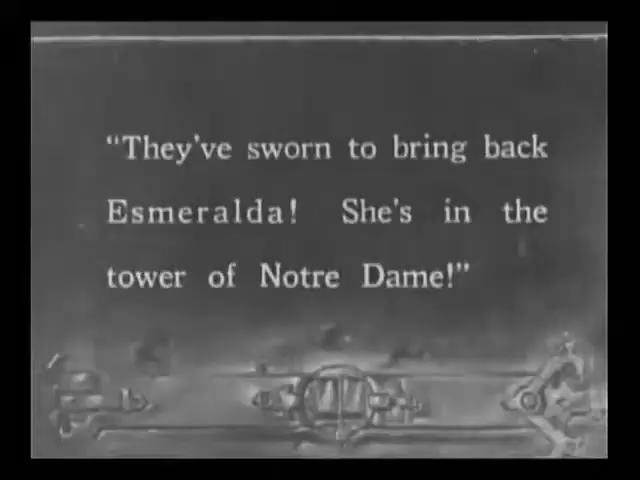 “They've sworn to bring back
Esmeralda! She's in the
tower of Notre Dame!”